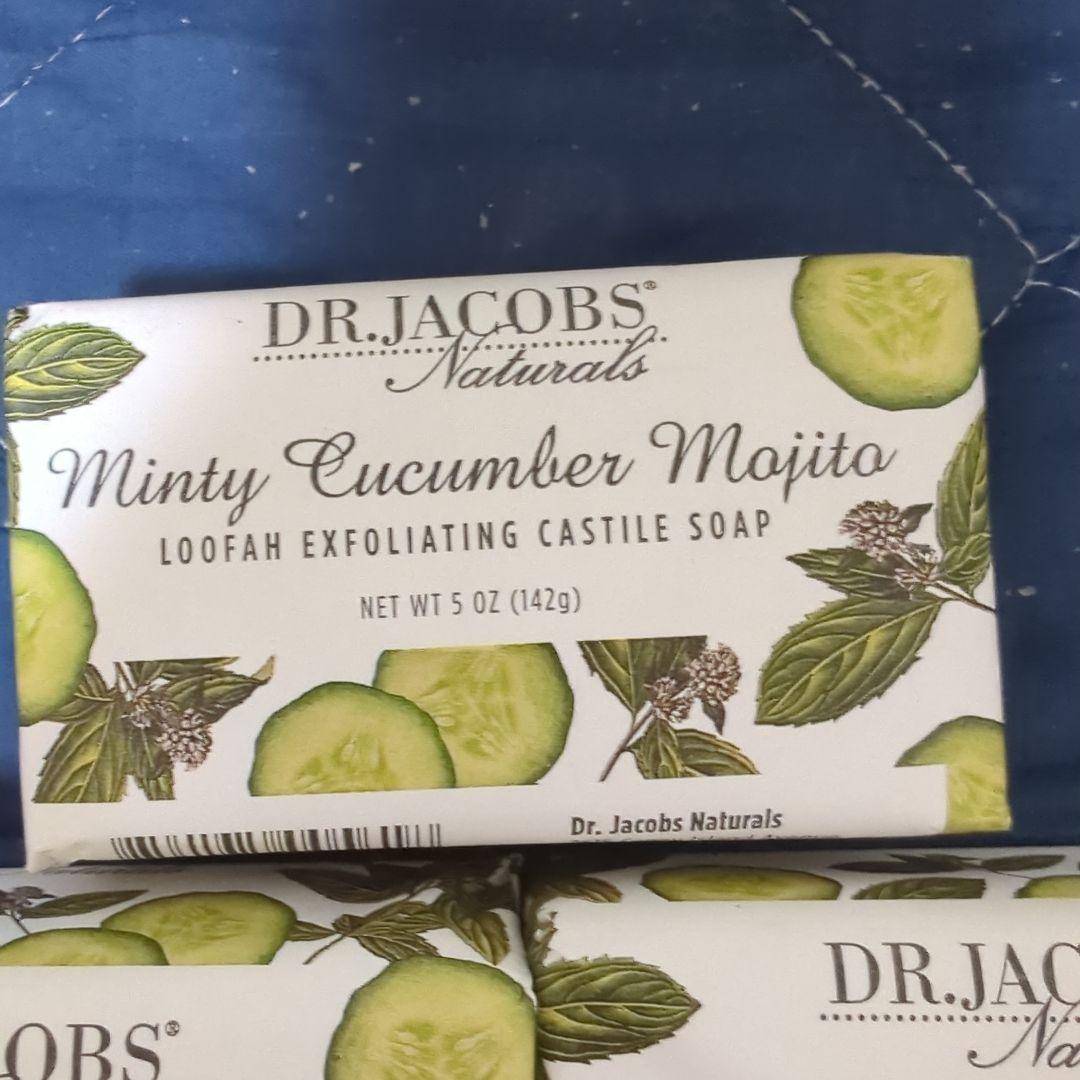 DR.JACOBS®
Naturals
Minty Cucumber Mojito
LOOFAH EXFOLIATING CASTILE SOAP
NET WT 5 OZ (142g)
Dr. Jacobs Naturals
OBS®
DR.JAC
Na